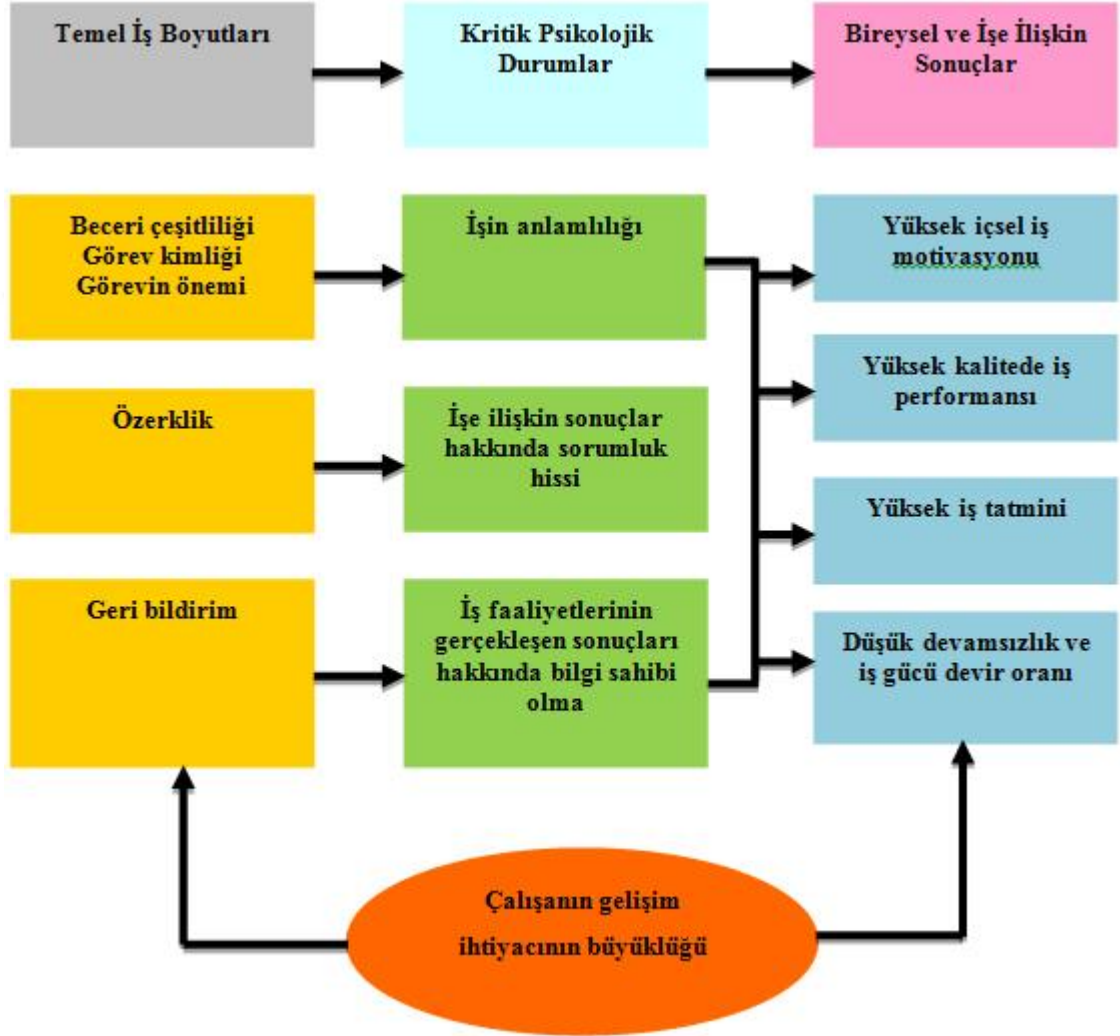 Temel İş Boyutları
Kritik Psikolojik
Durumlar
Bireysel ve İşe İlişkin
Sonuçlar
Beceri çeşitliliği
Görev kimliği
Görevin önemi
İşin anlamlılığı
Yüksek içsel iş
motivasyonu
Yüksek kalitede iş
performansı
Özerklik
İşe ilişkin sonuçlar
hakkında sorumluk
hissi
Yüksek iş tatmini
Geri bildirim
İş faaliyetlerinin
gerçekleşen sonuçları
hakkında bilgi sahibi
olma
Düşük devamsızlık ve
iş gücü devir oranı
Çalışanın gelişim
ihtiyacının büyüklüğü